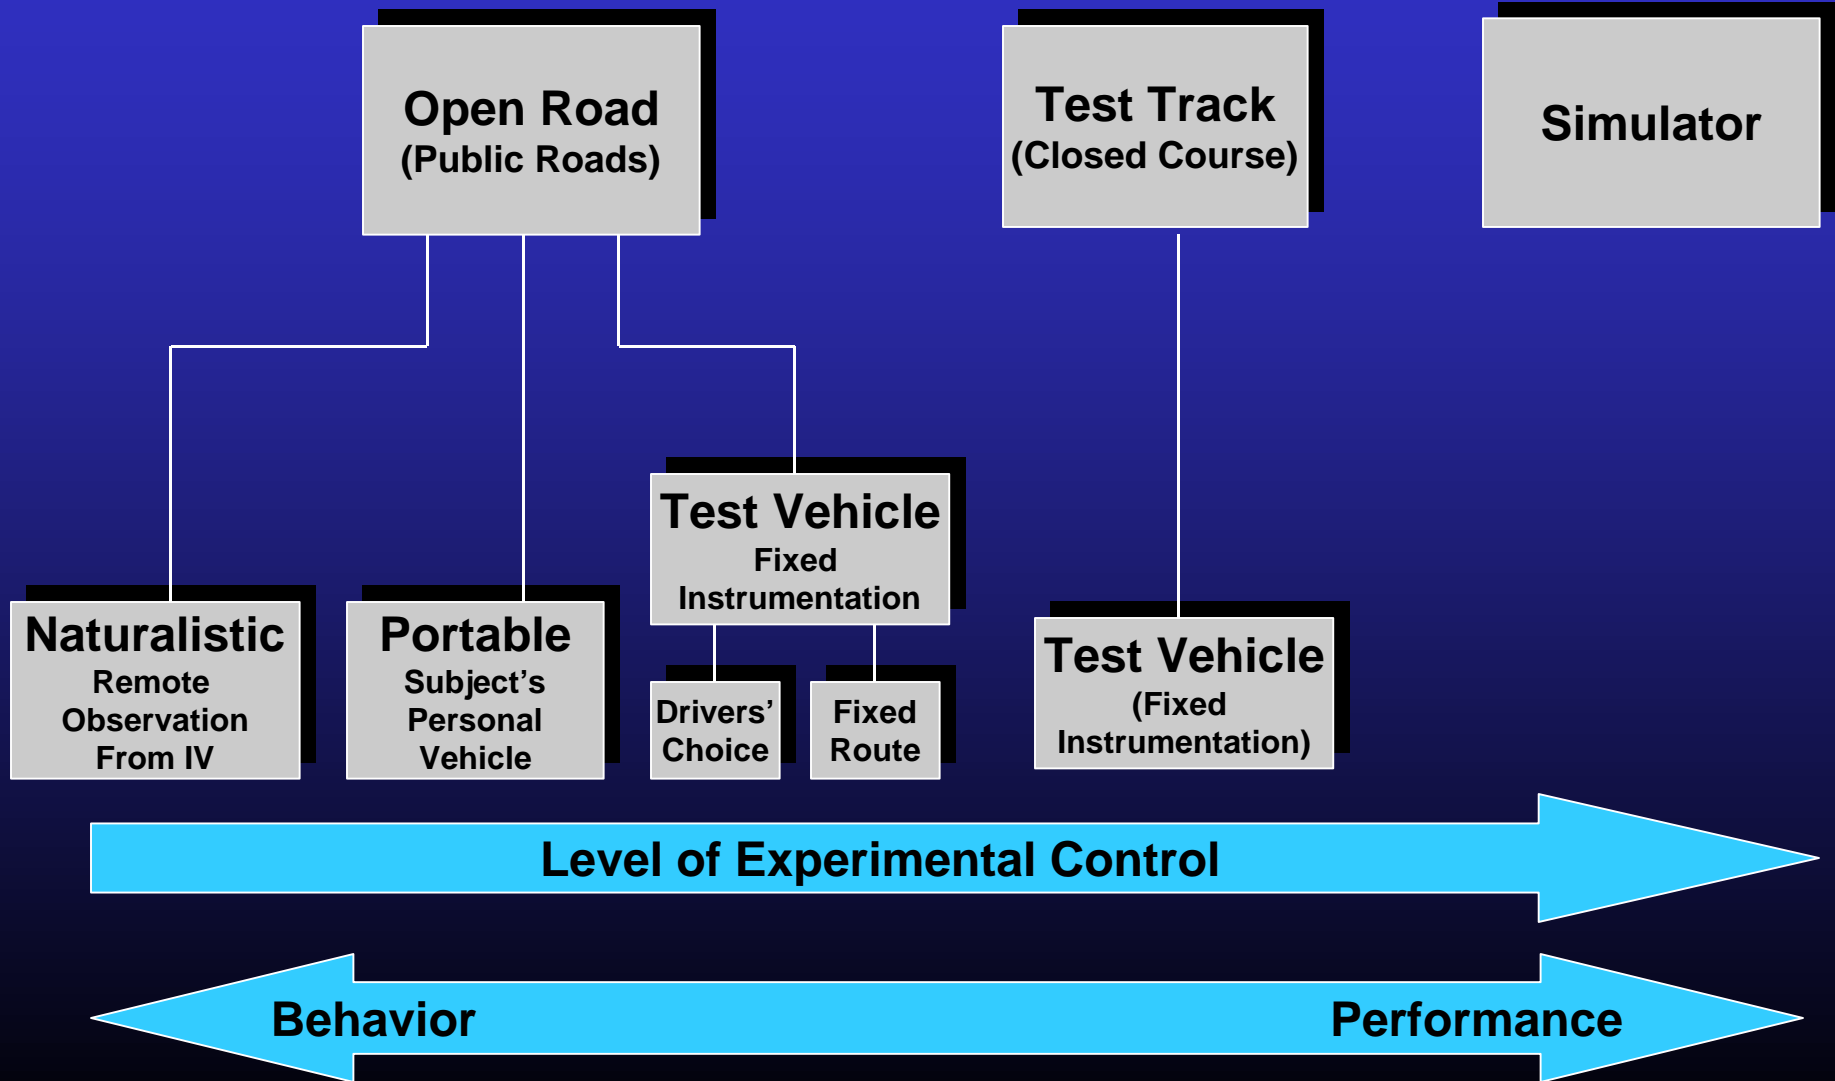 Open Road
(Public Roads)
Test Track
(Closed Course)
Simulator
Test Vehicle
Fixed
Instrumentation
Naturalistic
Remote
Observation
From IV
Portable
Subject’s
Personal
Vehicle
Drivers’
Choice
Fixed
Route
Test Vehicle
(Fixed
Instrumentation)
Level of Experimental Control
Behavior
Performance